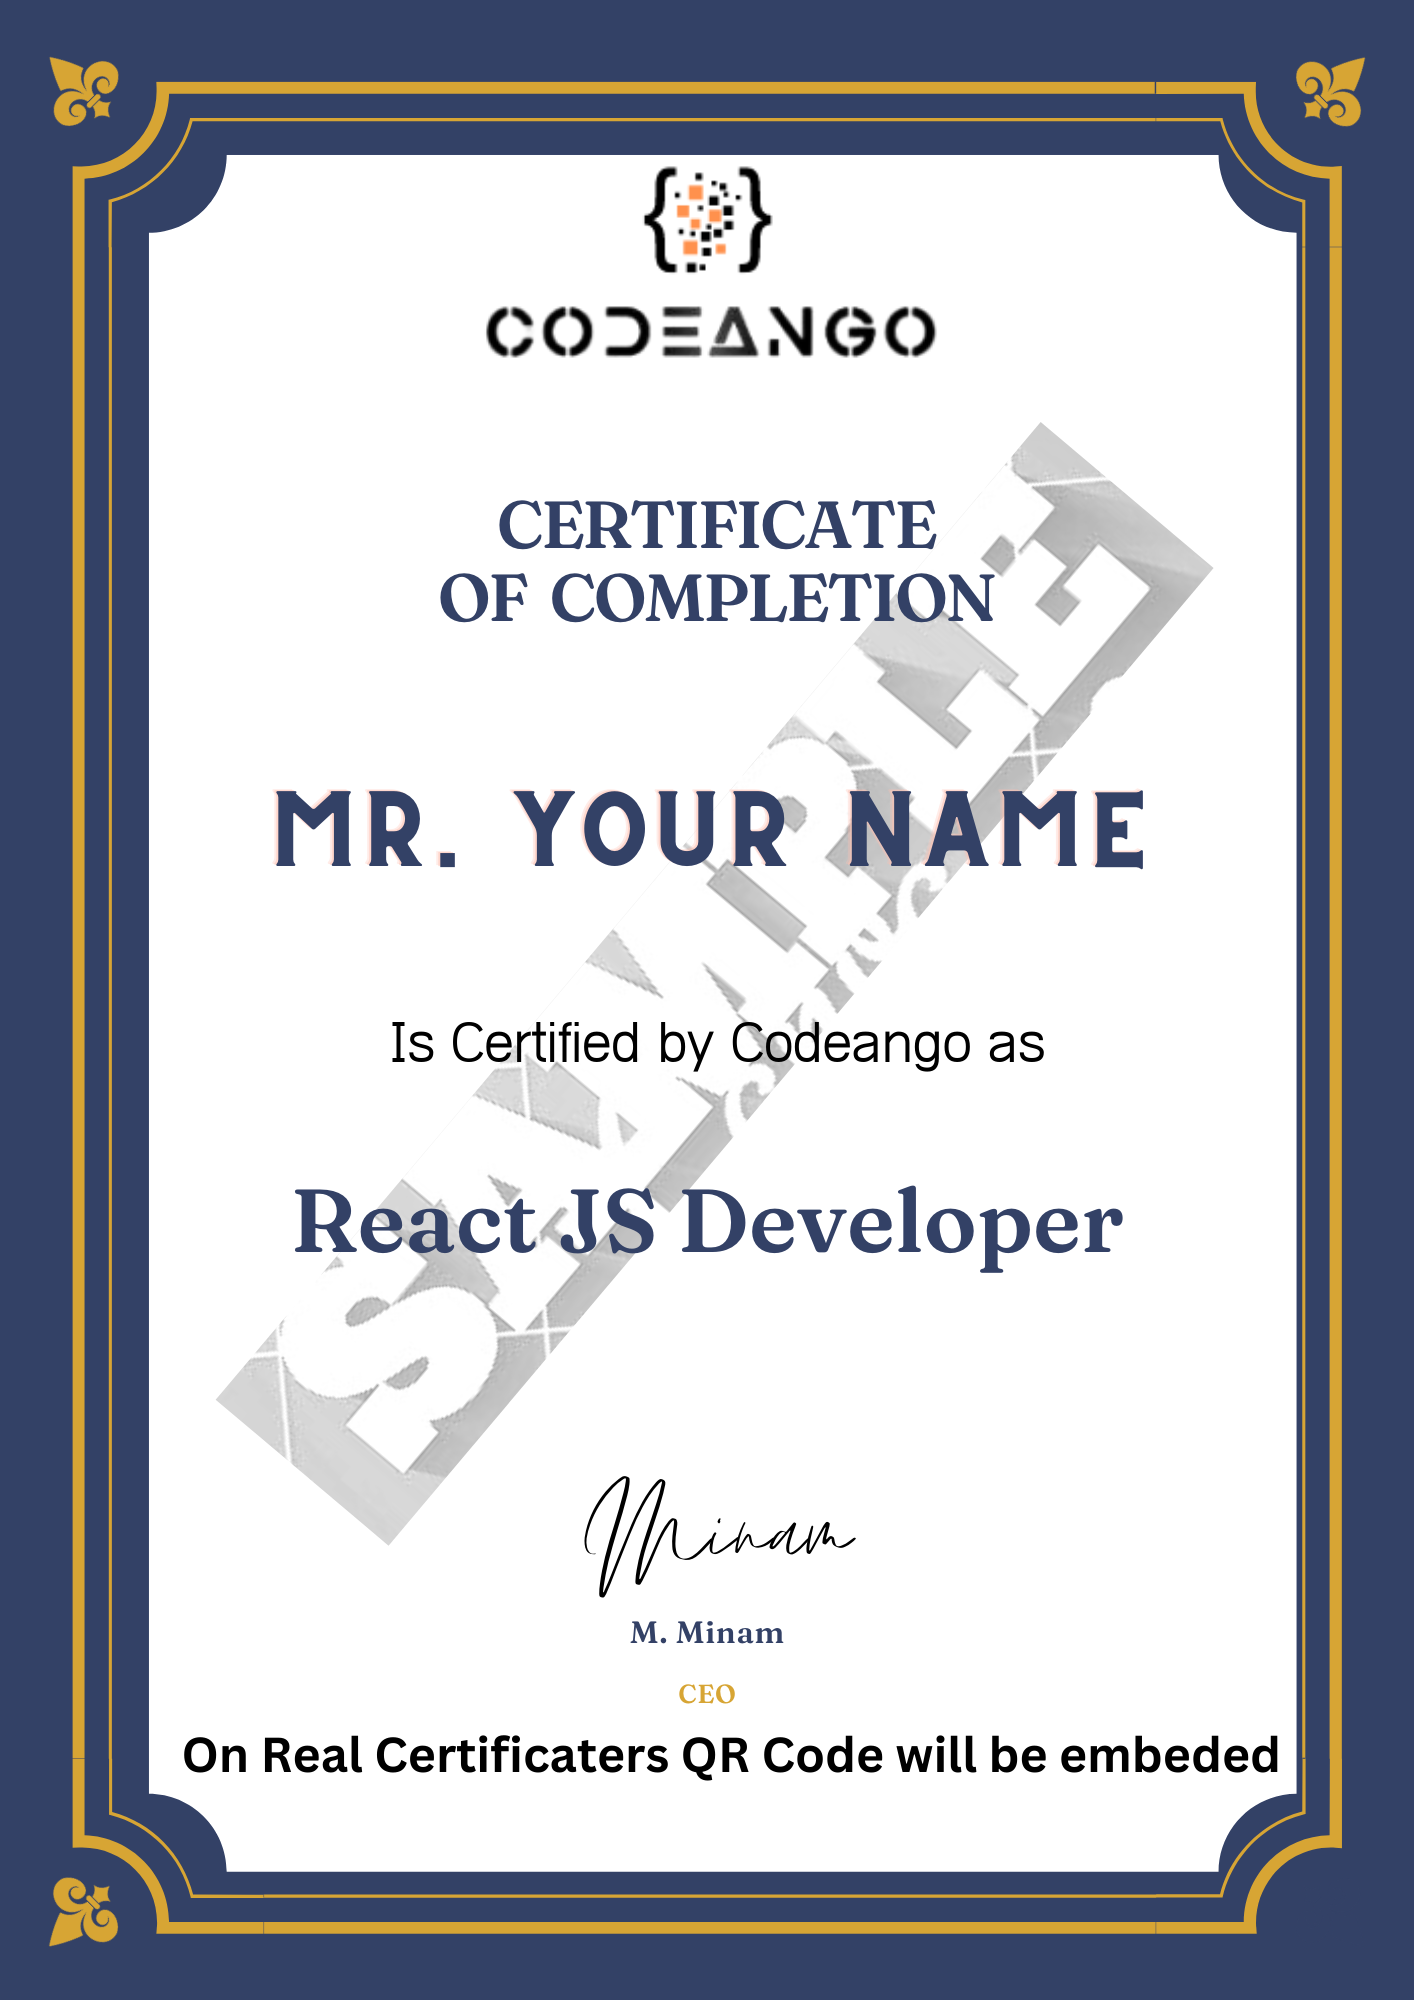 CODEANGO
CERTIFICATE
OF COMPLETION
MR. YOUR NAME
Is Certified by Codeango as
React JS Developer
SAMPLE
Minam
M. Minam
CEO
On Real Certificaters QR Code will be embeded